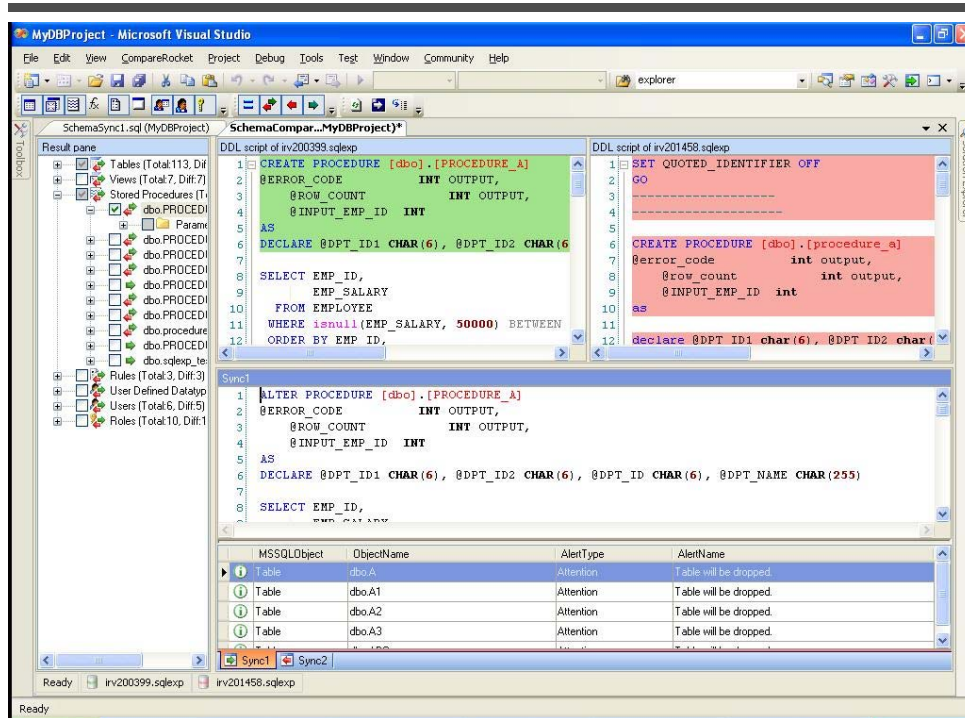 MyDBProject - Microsoft Visual Studio
File Edit View CompareRocket Project Debug Tools Test Window Community Help
explorer
SchemaSync1.sql (MyDBProject) SchemaCompar...MyDBProject)*
Toolbox
Result pane
Tables (Total:113, Dif
Views (Total:7, Diff:7)
Stored Procedures (T
dbo.PROCED
Parame
dbo.PROCED
dbo.PROCED
dbo.PROCED
dbo.PROCED
dbo.PROCED
dbo.PROCED
dbo.procedure
dbo.PROCED
dbo.sqlexp_te
Rules (Total:3, Diff:3)
User Defined Datatyp
Users (Total:6, Diff:5)
Roles (Total:10, Diff:1
DDL script of irv200399.sqlexp
1 CREATE PROCEDURE [dbo].[PROCEDURE_A]
2 @ERROR_CODE INT OUTPUT,
3 @ROW_COUNT INT OUTPUT,
4 @INPUT_EMP_ID INT
5 AS
6 DECLARE @DPT_ID1 CHAR(6), @DPT_ID2 CHAR(6
7
8 SELECT EMP_ID,
9 EMP_SALARY
10 FROM EMPLOYEE
11 WHERE isnull(EMP_SALARY, 50000) BETWEEN
12 ORDER BY EMP_ID,
DDL script of irv201458.sqlexp
1 SET QUOTED_IDENTIFIER OFF
2 GO
3 -------------------
4 --------------------
5
6 CREATE PROCEDURE [dbo].[procedure_a]
7 @error_code int output,
8 @row_count int output,
9 @INPUT_EMP_ID int
10 as
11
12 declare @DPT_ID1 char(6), @DPT_ID2 char(
Sync1
1 ALTER PROCEDURE [dbo].[PROCEDURE_A]
2 @ERROR_CODE INT OUTPUT,
3 @ROW_COUNT INT OUTPUT,
4 @INPUT_EMP_ID INT
5 AS
6 DECLARE @DPT_ID1 CHAR(6), @DPT_ID2 CHAR(6), @DPT_ID CHAR(6), @DPT_NAME CHAR(255)
7
8 SELECT EMP_ID,
EMP_SALARY
MSSQLObject ObjectName AlertType AlertName
Table dbo.A Attention Table will be dropped.
Table dbo.A1 Attention Table will be dropped.
Table dbo.A2 Attention Table will be dropped.
Table dbo.A3 Attention Table will be dropped.
Sync1 Sync2
Ready irv200399.sqlexp irv201458.sqlexp
Ready